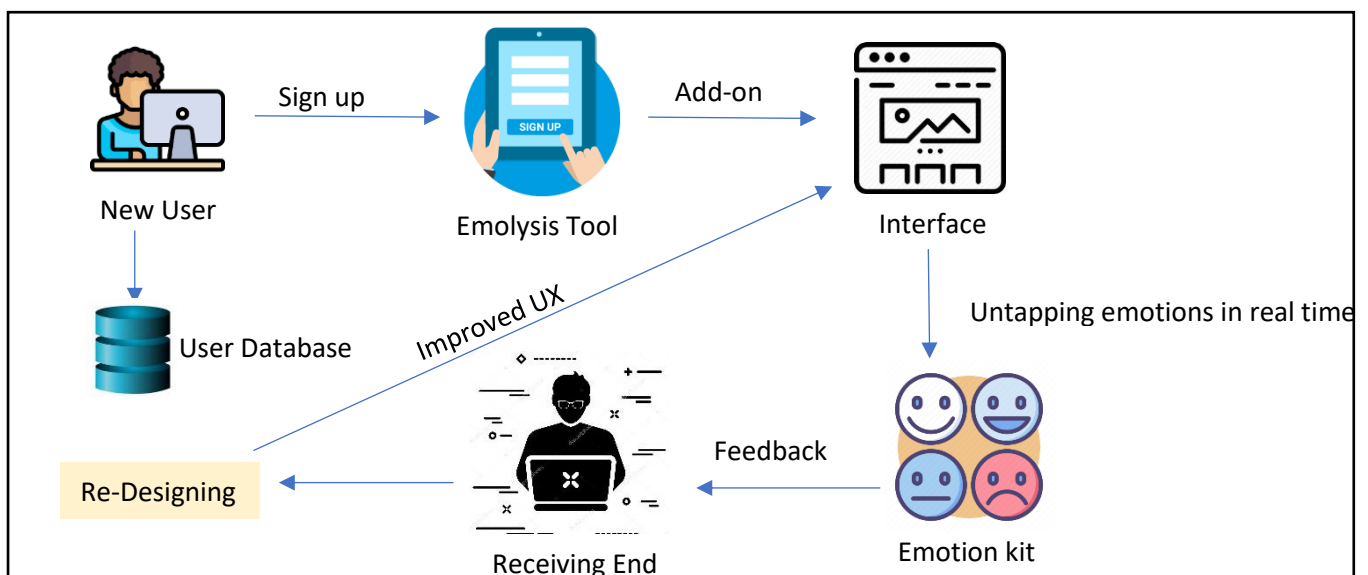 Sign up
Add-on
SIGN UP
New User
Emolysis Tool
Interface
Improved UX
Untapping emotions in real time
User Database
Feedback
Re-Designing
Emotion kit
Receiving End